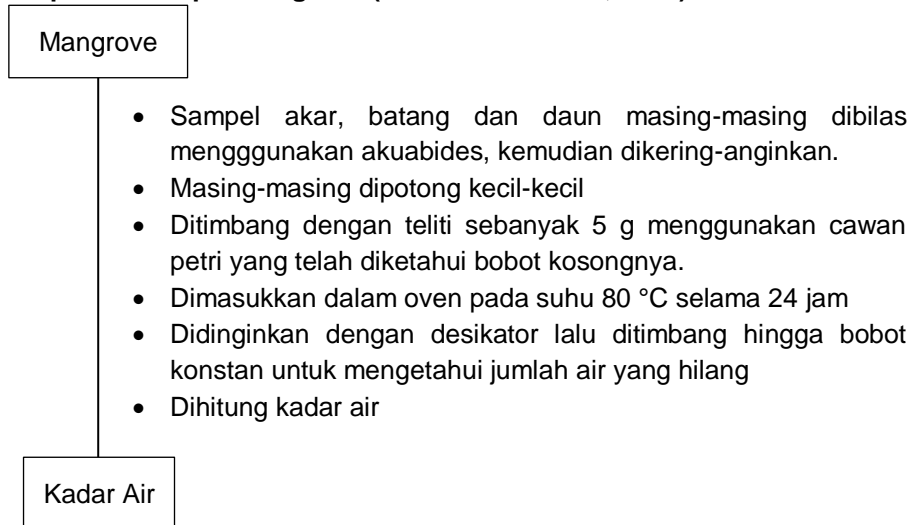 Mangrove
• Sampel akar, batang dan daun masing-masing dibilas
mengggunakan akuabides, kemudian dikering-anginkan.
• Masing-masing dipotong kecil-kecil
• Ditimbang dengan teliti sebanyak 5 g menggunakan cawan
petri yang telah diketahui bobot kosongnya.
• Dimasukkan dalam oven pada suhu 80 °C selama 24 jam
• Didinginkan dengan desikator lalu ditimbang hingga bobot
konstan untuk mengetahui jumlah air yang hilang
• Dihitung kadar air
Kadar Air